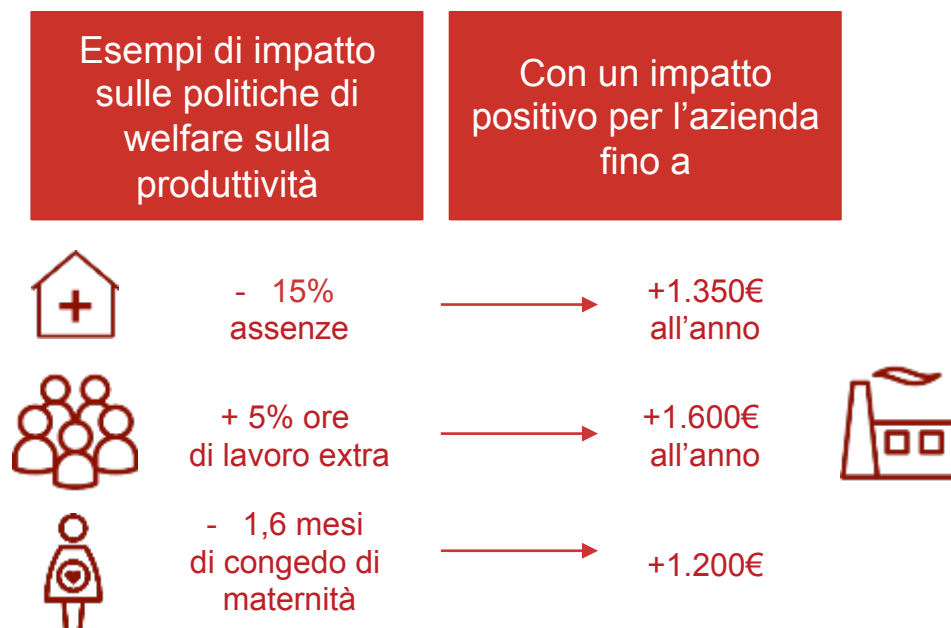 Esempi di impatto
sulle politiche di
welfare sulla
produttività
Con un impatto
positivo per l'azienda
fino a
- 15%
assenze
+1.350€
all'anno
+ 5% ore
di lavoro extra
+1.600€
all'anno
- 1,6 mesi
di congedo di
maternità
+1.200€